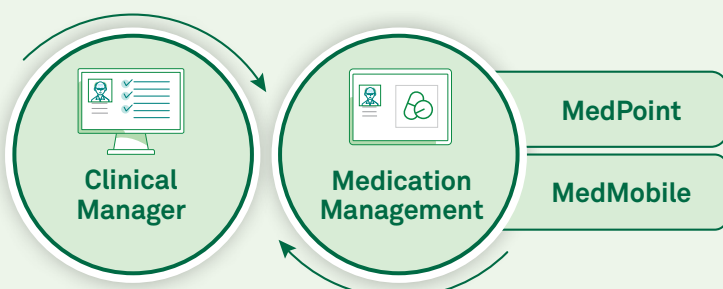 Clinical
Manager
Medication
Management
MedPoint
MedMobile